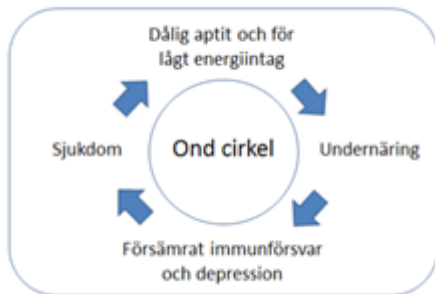 Dålig aptit och för
lågt energiintag
Sjukdom
Ond cirkel
Undernäring
Försämrat immunförsvar
och depression